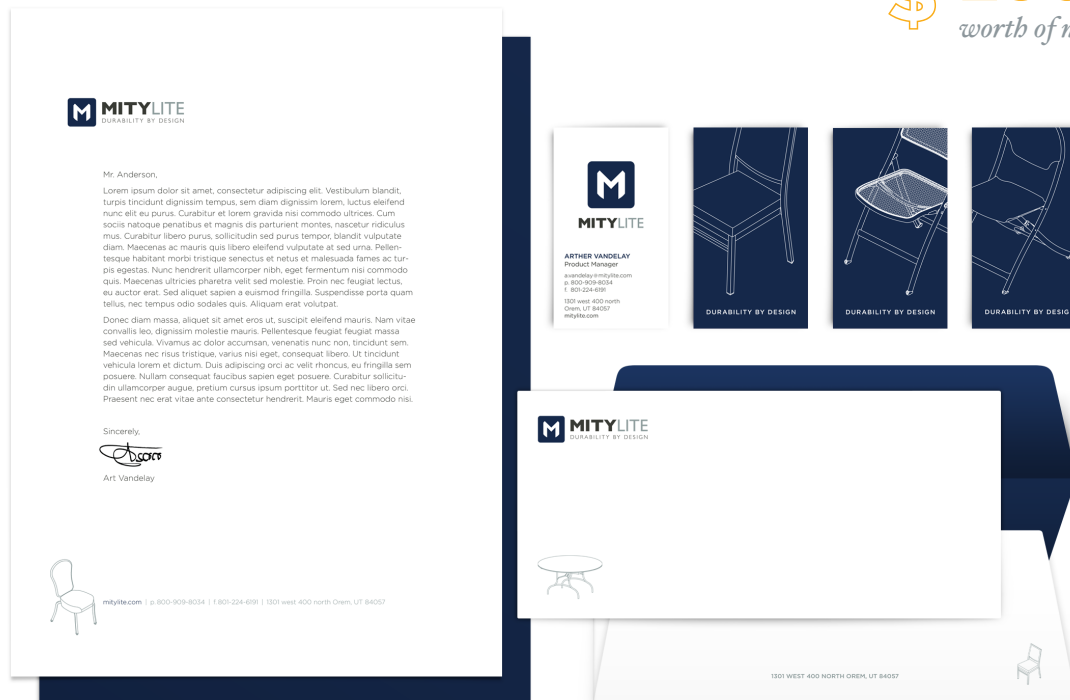 $
worth of
MITYLITE
DURABILITY BY DESIGN
Mr. Anderson,
Lorem ipsum dolor sit amet, consectetur adipiscing elit. Vestibulum blandit,
turpis tincidunt dignissim tempus, sem diam dignissim lorem, luctus eleifend
nunc elit eu purus. Curabitur et lorem gravida nisi commodo ultrices. Cum
sociis natoque penatibus et magnis dis parturient montes, nascetur ridiculus
mus. Curabitur libero purus, sollicitudin sed purus tempor, blandit vulputate
diam. Maecenas ac mauris quis libero eleifend vulputate at sed urna. Pellen-
tesque habitant morbi tristique senectus et netus et malesuada fames ac tur-
pis egestas. Nunc hendrerit ullamcorper nibh, eget fermentum nisi commodo
quis. Maecenas ultricies pharetra velit sed molestie. Proin nec feugiat lectus,
eu auctor erat. Sed aliquet sapien a euismod fringilla. Suspendisse porta quam
tellus, nec tempus odio sodales quis. Aliquam erat volutpat.
Donec diam massa, aliquet sit amet eros ut, suscipit eleifend mauris. Nam vitae
convallis leo, dignissim molestie mauris. Pellentesque feugiat feugiat massa
sed vehicula. Vivamus ac dolor accumsan, venenatis nunc non, tincidunt sem.
Maecenas nec risus tristique, varius nisi eget, consequat libero. Ut tincidunt
vehicula lorem et dictum. Duis adipiscing orci ac velit rhoncus, eu fringilla sem
posuere. Nullam consequat faucibus sapien eget posuere. Curabitur sollicitu-
din ullamcorper augue, pretium cursus ipsum porttitor ut. Sed nec libero orci.
Praesent nec erat vitae ante consectetur hendrerit. Mauris eget commodo nisi.
Sincerely,
Art Vandelay
mitylite.com | p.800-909-8034 | f.801-224-6191 | 1301 west 400 north Orem, UT 84057
MITYLITE
ARTHER VANDELAY
Product Manager
a.vandelay@mitylite.com
p. 800-909-8034
f. 801-224-6191
1301 west 400 north
Orem, UT 84057
mitylite.com
DURABILITY BY DESIGN
DURABILITY BY DESIGN
DURABILITY BY DESIG
MITYLITE
DURABILITY BY DESIGN
1301 WEST 400 NORTH OREM, UT 84057